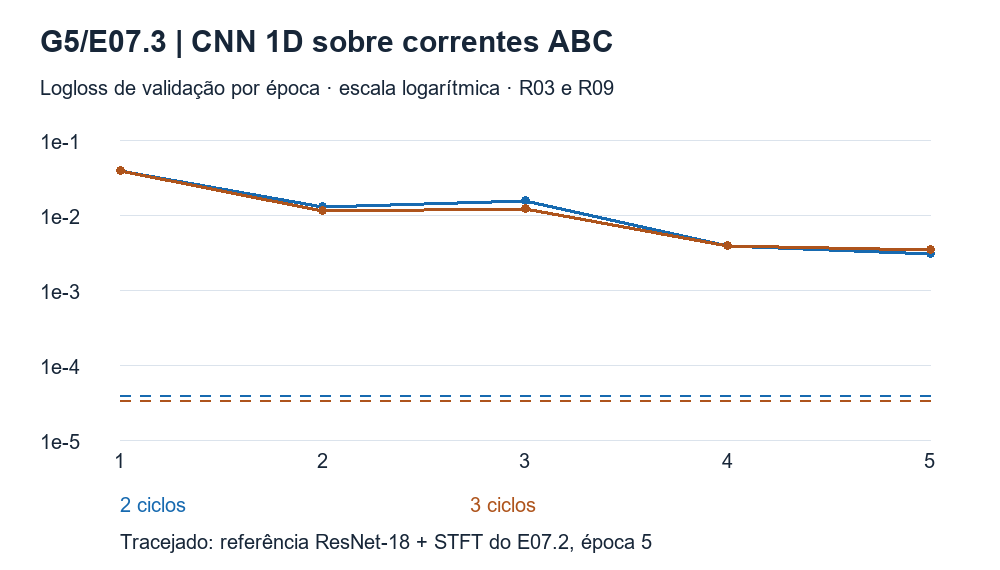 G5/E07.3 | CNN 1D sobre correntes ABC
Logloss de validação por época · escala logarítmica · R03 e R09
1e-1
1e-2
1e-3
1e-4
1e-5
1 2 3 4 5
2 ciclos 3 ciclos
Tracejado: referência ResNet-18 + STFT do E07.2, época 5